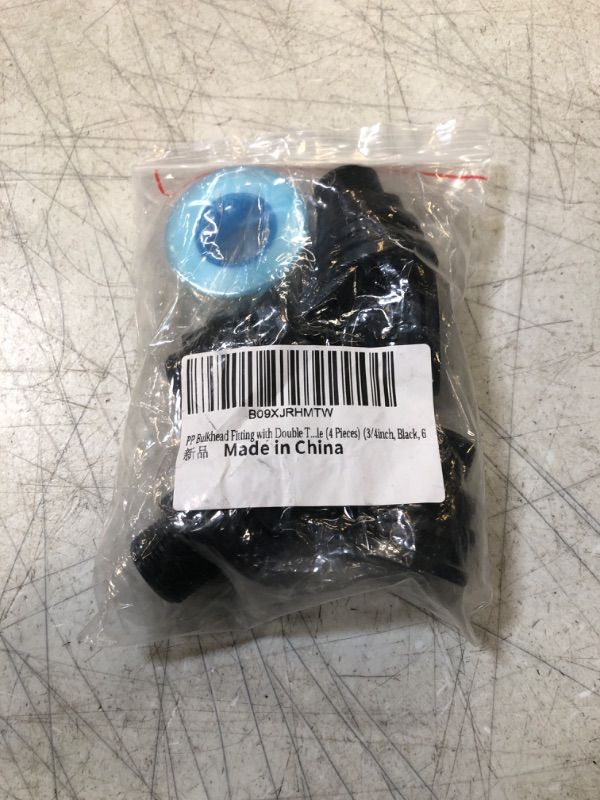 B09XJRHMTW
PP Bulkhead Fitting with Double T...le (4 Pieces) (3/4inch, Black, 6
新品 Made in China